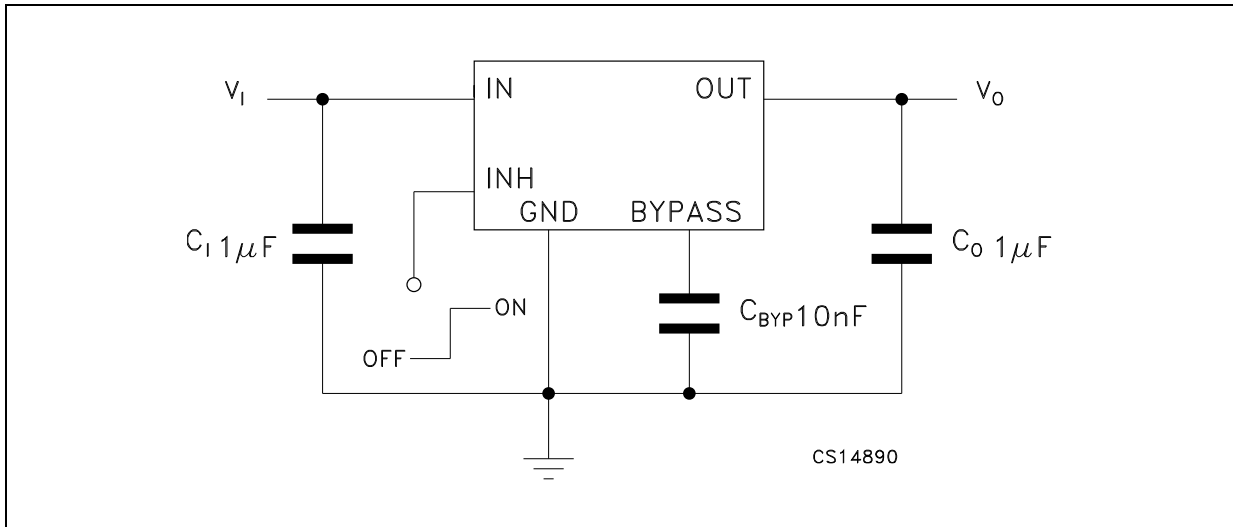 V_I
IN
OUT
V_O
INH
GND
BYPASS
C_I 1μF
C_O 1μF
ON
C_BYP 10nF
OFF
CS14890